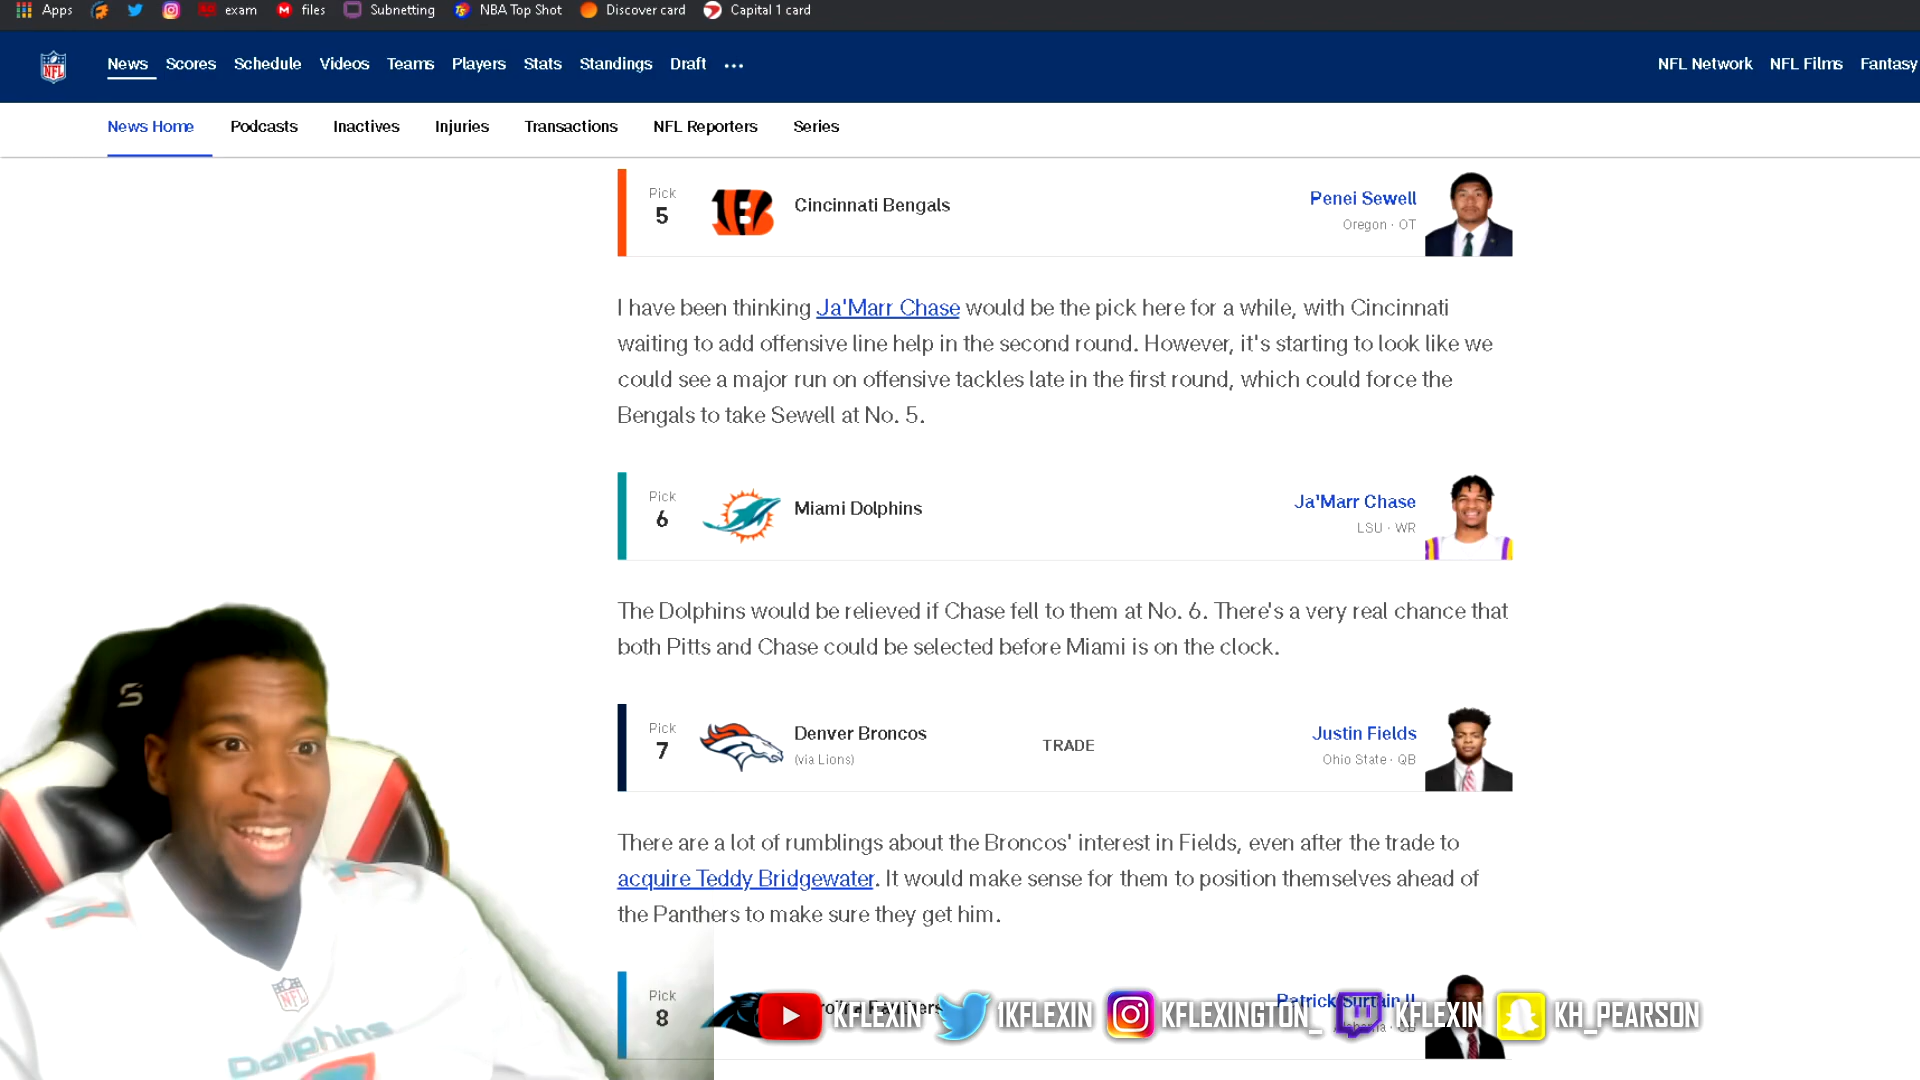 Apps exam files Subnetting NBA Top Shot Discover card Capital 1 card
NFL News Scores Schedule Videos Teams Players Stats Standings Draft ... NFL Network NFL Films Fantasy
News Home Podcasts Inactives Injuries Transactions NFL Reporters Series
Pick
5
Cincinnati Bengals
Penei Sewell
Oregon · OT
I have been thinking Ja'Marr Chase would be the pick here for a while, with Cincinnati
waiting to add offensive line help in the second round. However, it's starting to look like we
could see a major run on offensive tackles late in the first round, which could force the
Bengals to take Sewell at No. 5.
Pick
6
Miami Dolphins
Ja'Marr Chase
LSU · WR
The Dolphins would be relieved if Chase fell to them at No. 6. There's a very real chance that
both Pitts and Chase could be selected before Miami is on the clock.
Pick
7
Denver Broncos
(via Lions)
TRADE
Justin Fields
Ohio State · QB
There are a lot of rumblings about the Broncos' interest in Fields, even after the trade to
acquire Teddy Bridgewater. It would make sense for them to position themselves ahead of
the Panthers to make sure they get him.
Pick
8
Panthers
Patrick Surtain II
KFLEXIN 1KFLEXIN KFLEXINGTON_ KFLEXIN KH_PEARSON
NFL
Dolphins